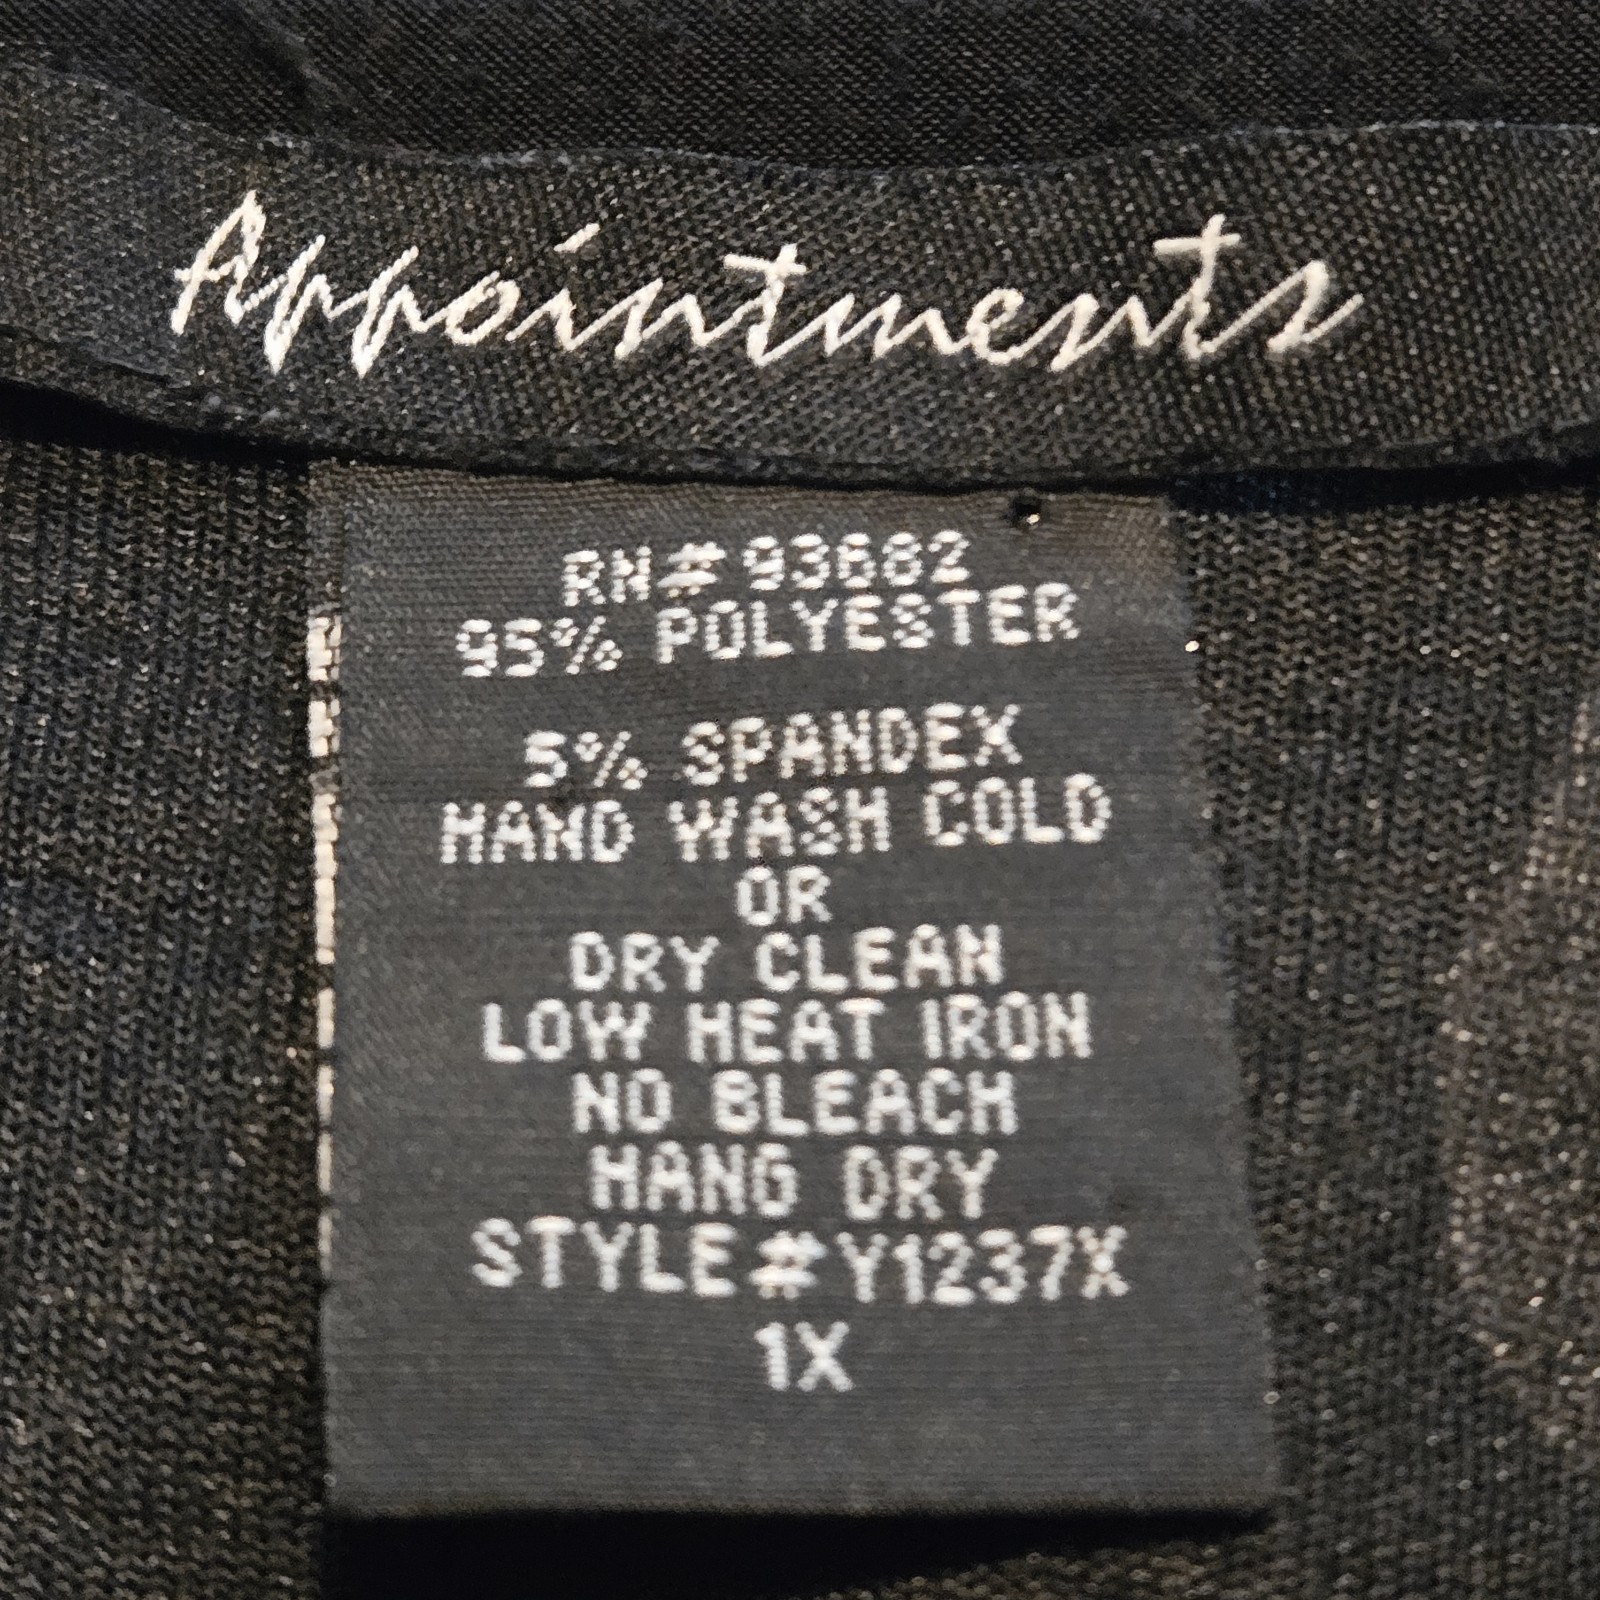 Appointments
RN# 93682
95% POLYESTER
5% SPANDEX
HAND WASH COLD
OR
DRY CLEAN
LOW HEAT IRON
NO BLEACH
HANG DRY
STYLE# Y1237X
1X